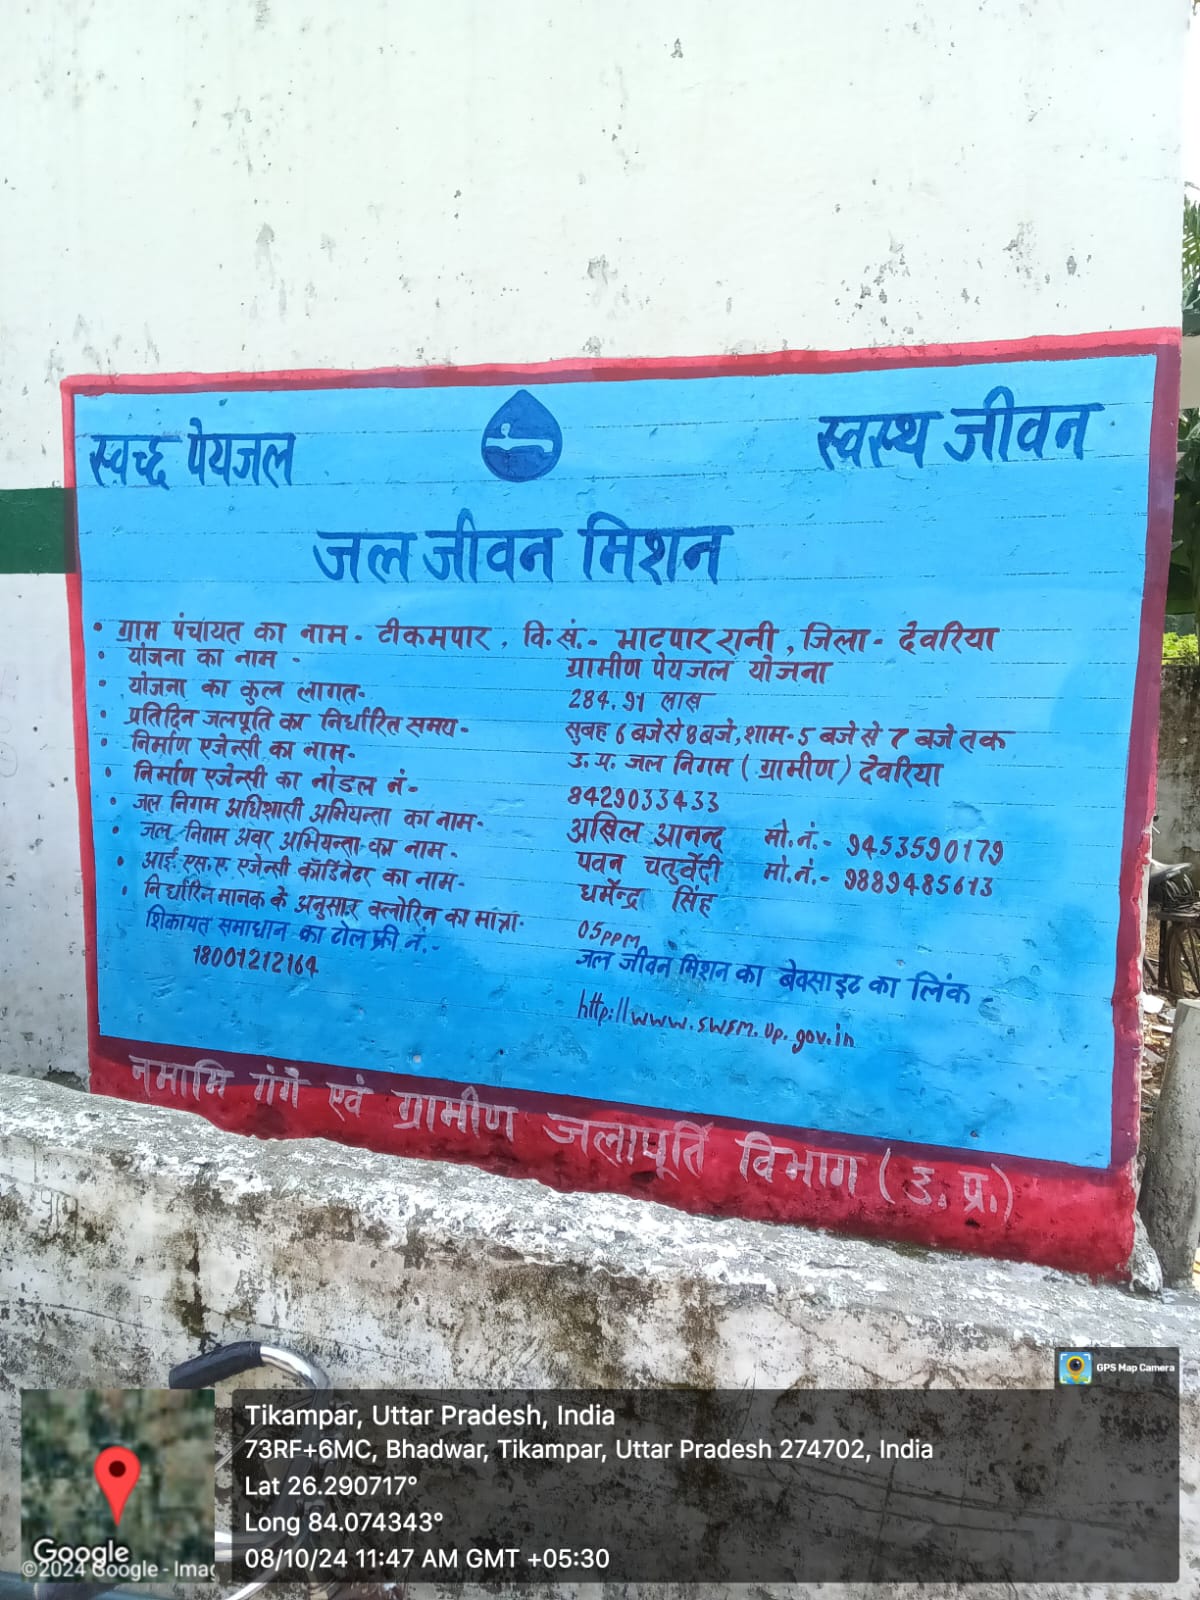 स्वच्छ पेयजल स्वस्थ जीवन
जल जीवन मिशन
• ग्राम पंचायत का नाम - टीकमपार , वि.खं.- भाटपार रानी , जिला - देवरिया
• योजना का नाम - ग्रामीण पेयजल योजना
• योजना का कुल लागत- 284.91 लाख
• प्रतिदिन जलपूर्ति का निर्धारित समय- सुबह 6 बजे से 8 बजे, शाम- 5 बजे से 7 बजे तक
• निर्माण एजेन्सी का नाम- उ.प्र. जल निगम ( ग्रामीण ) देवरिया
• निर्माण एजेन्सी का नोडल नं- 8429033433
• जल निगम अधिशासी अभियन्ता का नाम- अखिल आनन्द मो.नं.- 9453590179
• जल निगम अवर अभियन्ता का नाम- पवन चतुर्वेदी मो.नं.- 9889485613
• आई.एस.ए. एजेन्सी कॉर्डिनेटर का नाम- धर्मेन्द्र सिंह
• निर्धारित मानक के अनुसार क्लोरिन का मात्रा- 05ppm
शिकायत समाधान का टोल फ्री नं.- जल जीवन मिशन का बेवसाइट का लिंक
18001212164 http://www.swsm.up.gov.in
नमामि गंगे एवं ग्रामीण जलापूर्ति विभाग ( उ. प्र.)
GPS Map Camera
Tikampar, Uttar Pradesh, India
73RF+6MC, Bhadwar, Tikampar, Uttar Pradesh 274702, India
Lat 26.290717°
Long 84.074343°
08/10/24 11:47 AM GMT +05:30
Google
©2024 Google - Imag